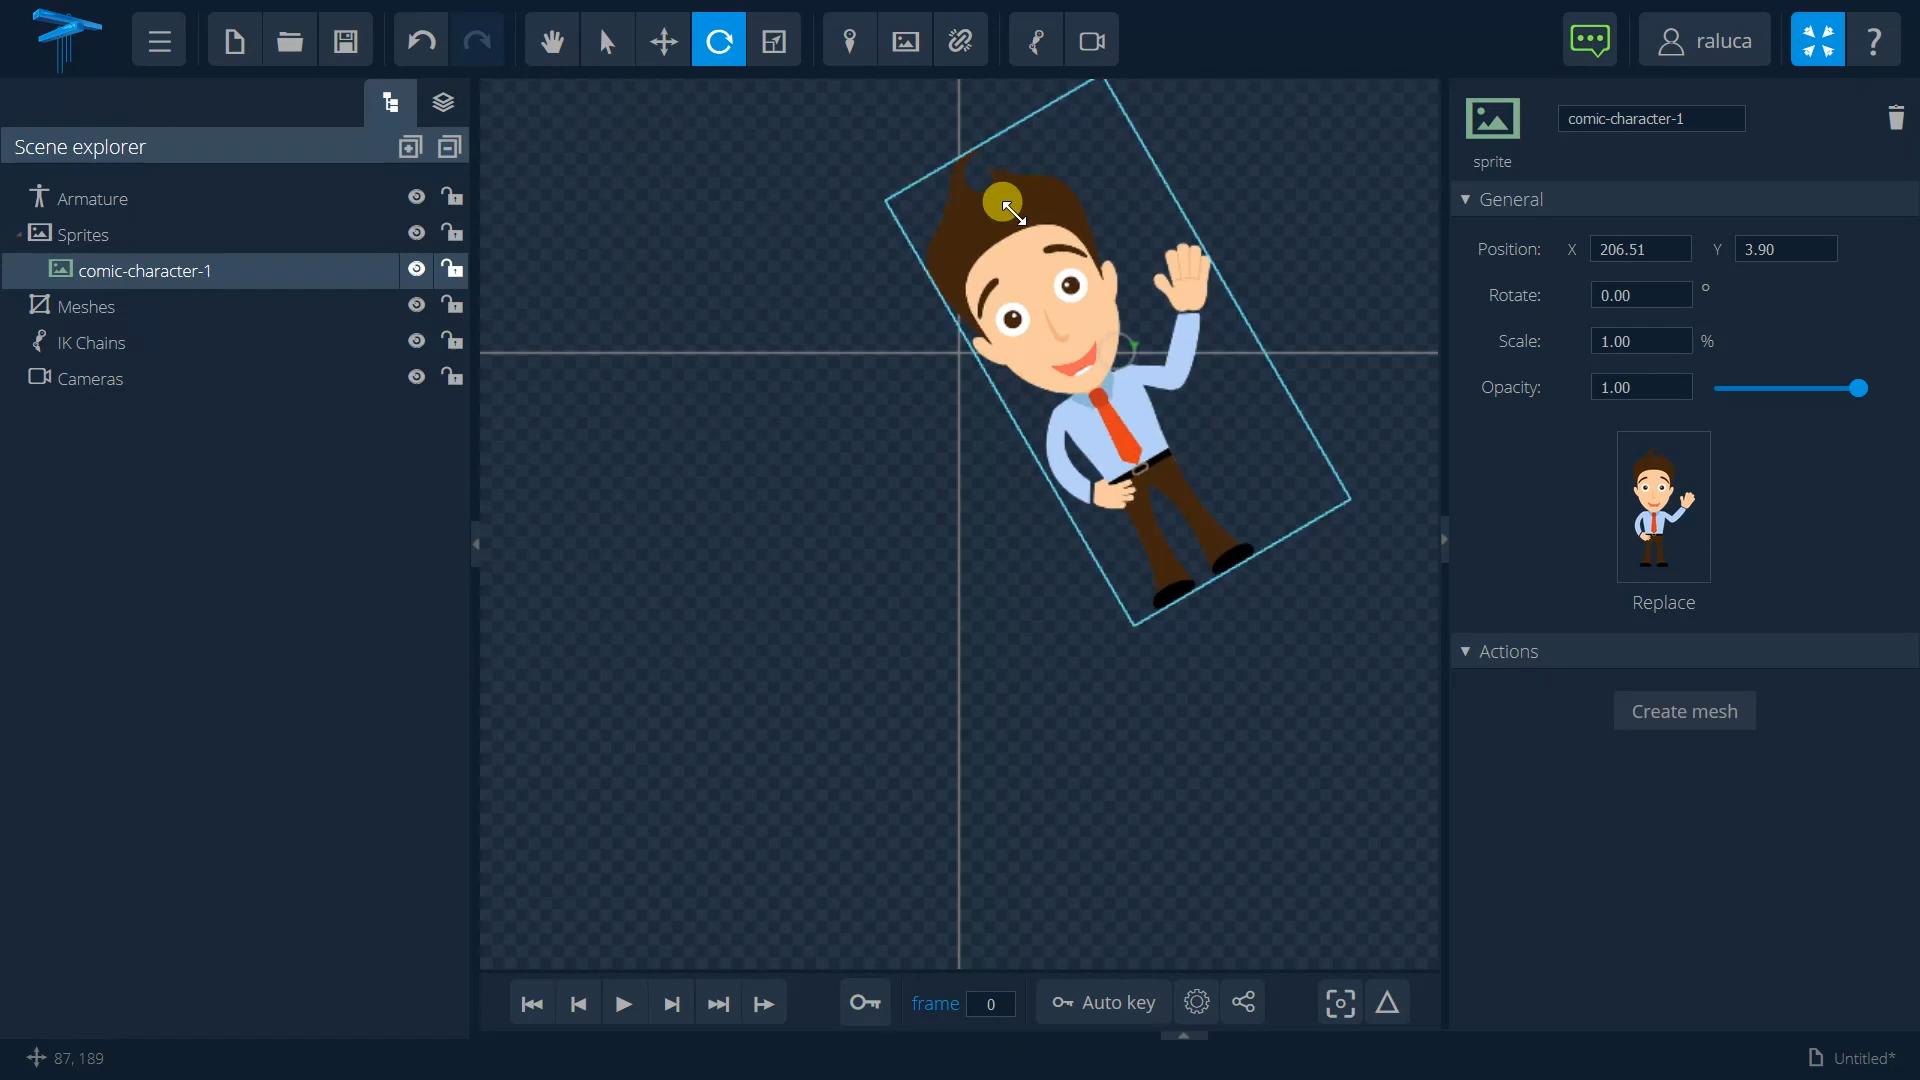 raluca
?
Scene explorer
Armature
Sprites
comic-character-1
Meshes
IK Chains
Cameras
comic-character-1
sprite
General
Position: X 206.51 Y 3.90
Rotate: 0.00 °
Scale: 1.00 %
Opacity: 1.00
Replace
Actions
Create mesh
frame 0
Auto key
87, 189
Untitled*